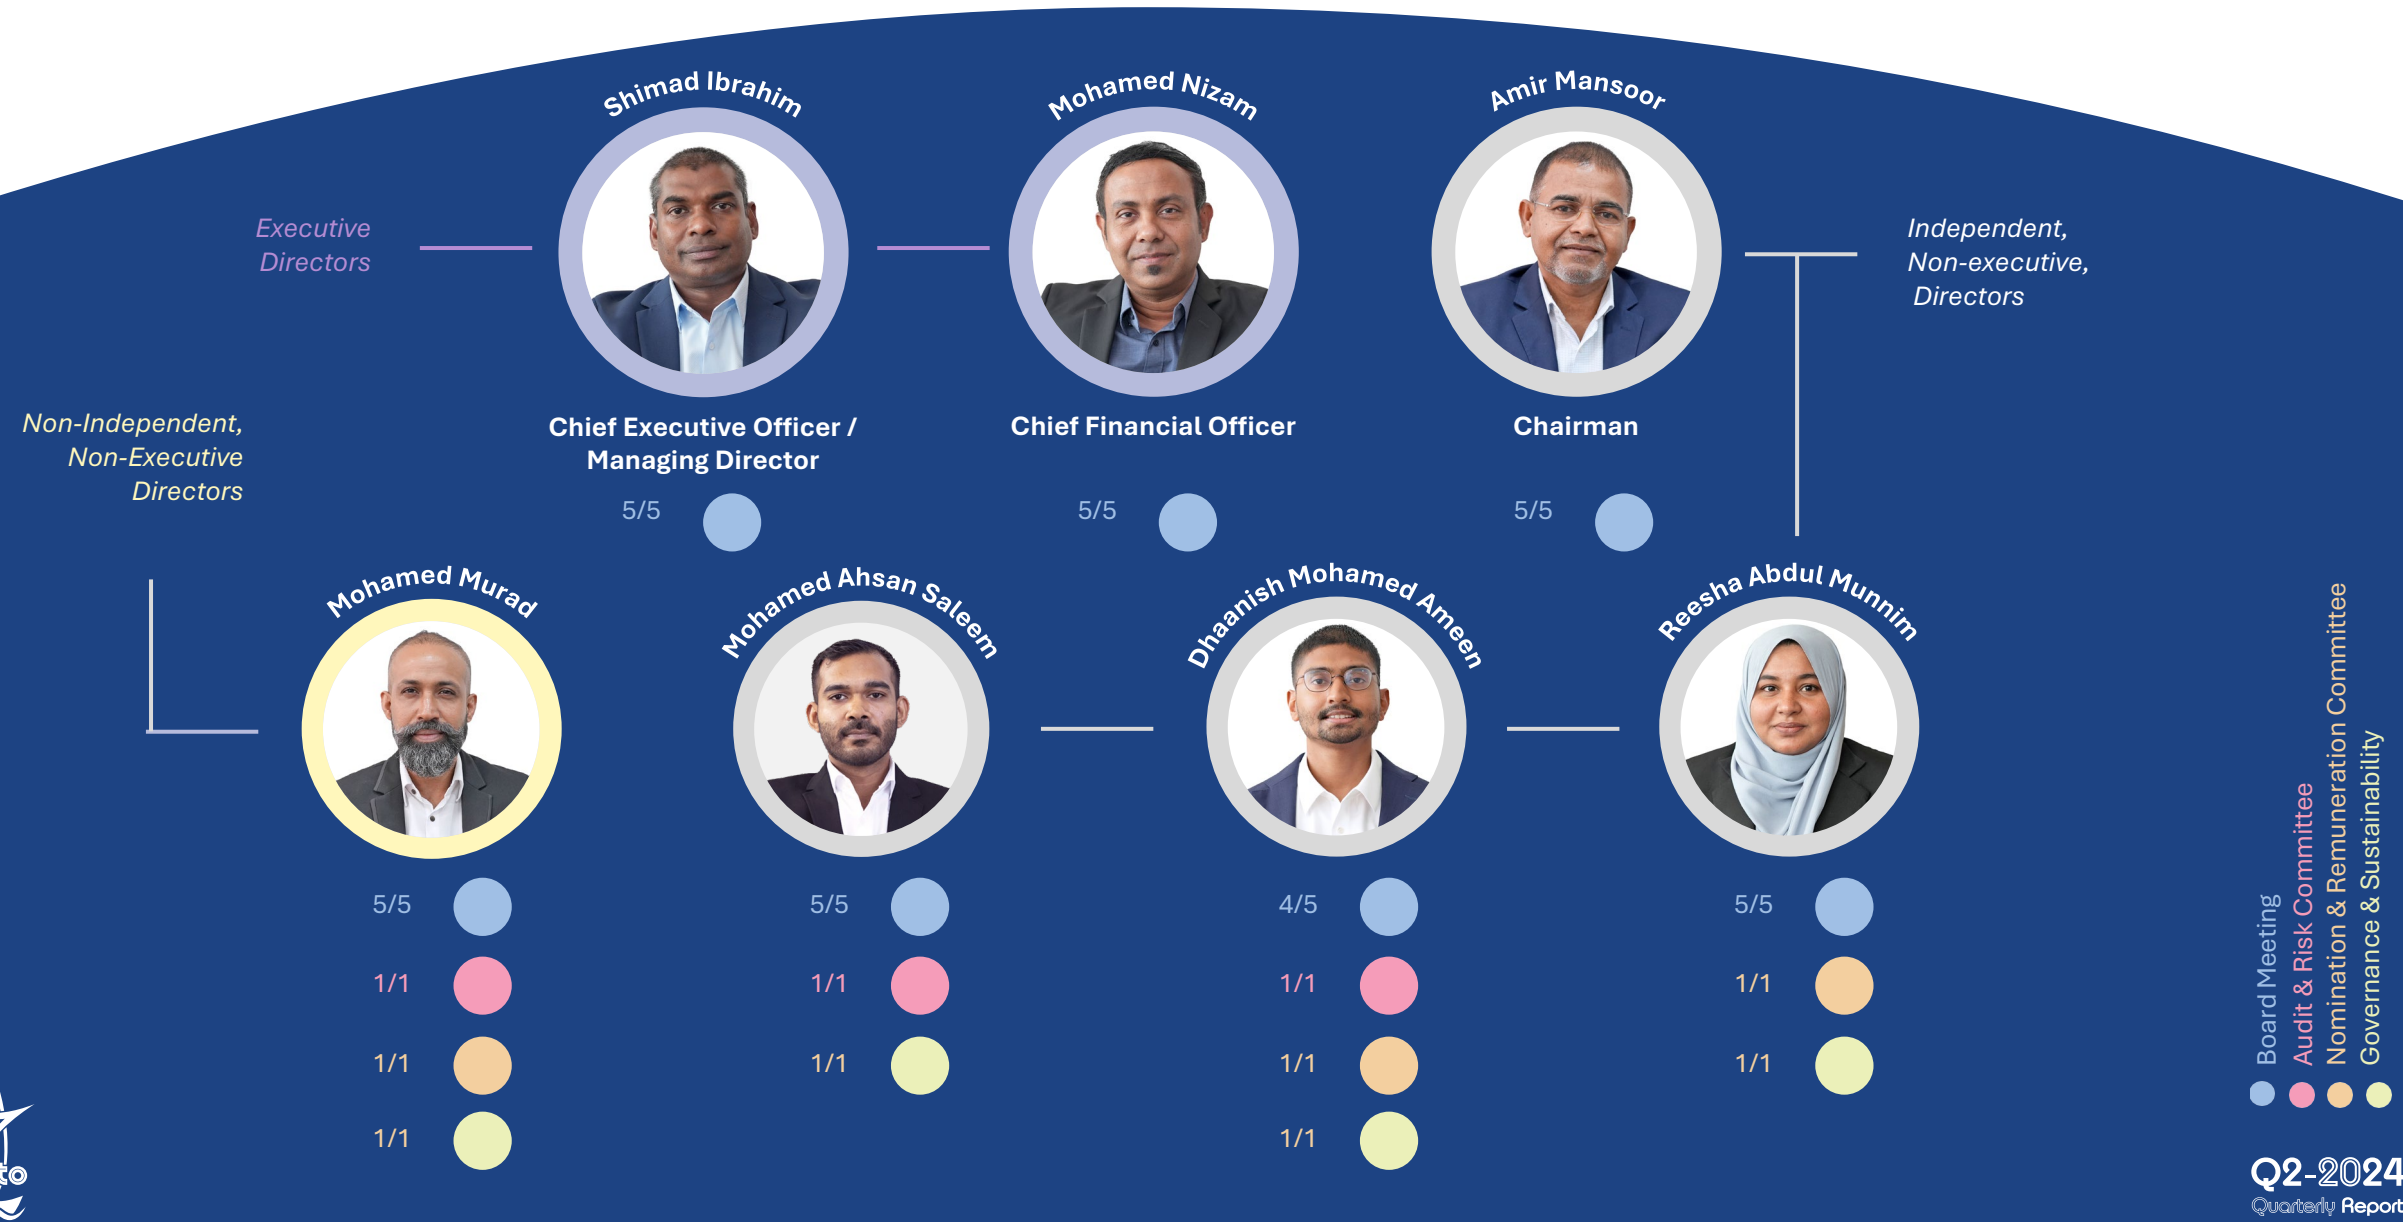 Shimad Ibrahim
Mohamed Nizam
Amir Mansoor
Executive
Directors
Independent,
Non-executive,
Directors
Chief Executive Officer /
Managing Director
Chief Financial Officer
Chairman
Non-Independent,
Non-Executive
Directors
5/5
5/5
5/5
Mohamed Murad
Mohamed Ahsan Saleem
Dhaanish Mohamed Ameen
Reesha Abdul Munnim
5/5
5/5
4/5
5/5
1/1
1/1
1/1
1/1
1/1
1/1
1/1
1/1
1/1
1/1
Board Meeting
Audit & Risk Committee
Nomination & Remuneration Committee
Governance & Sustainability
to
Q2-2024
Quarterly Report